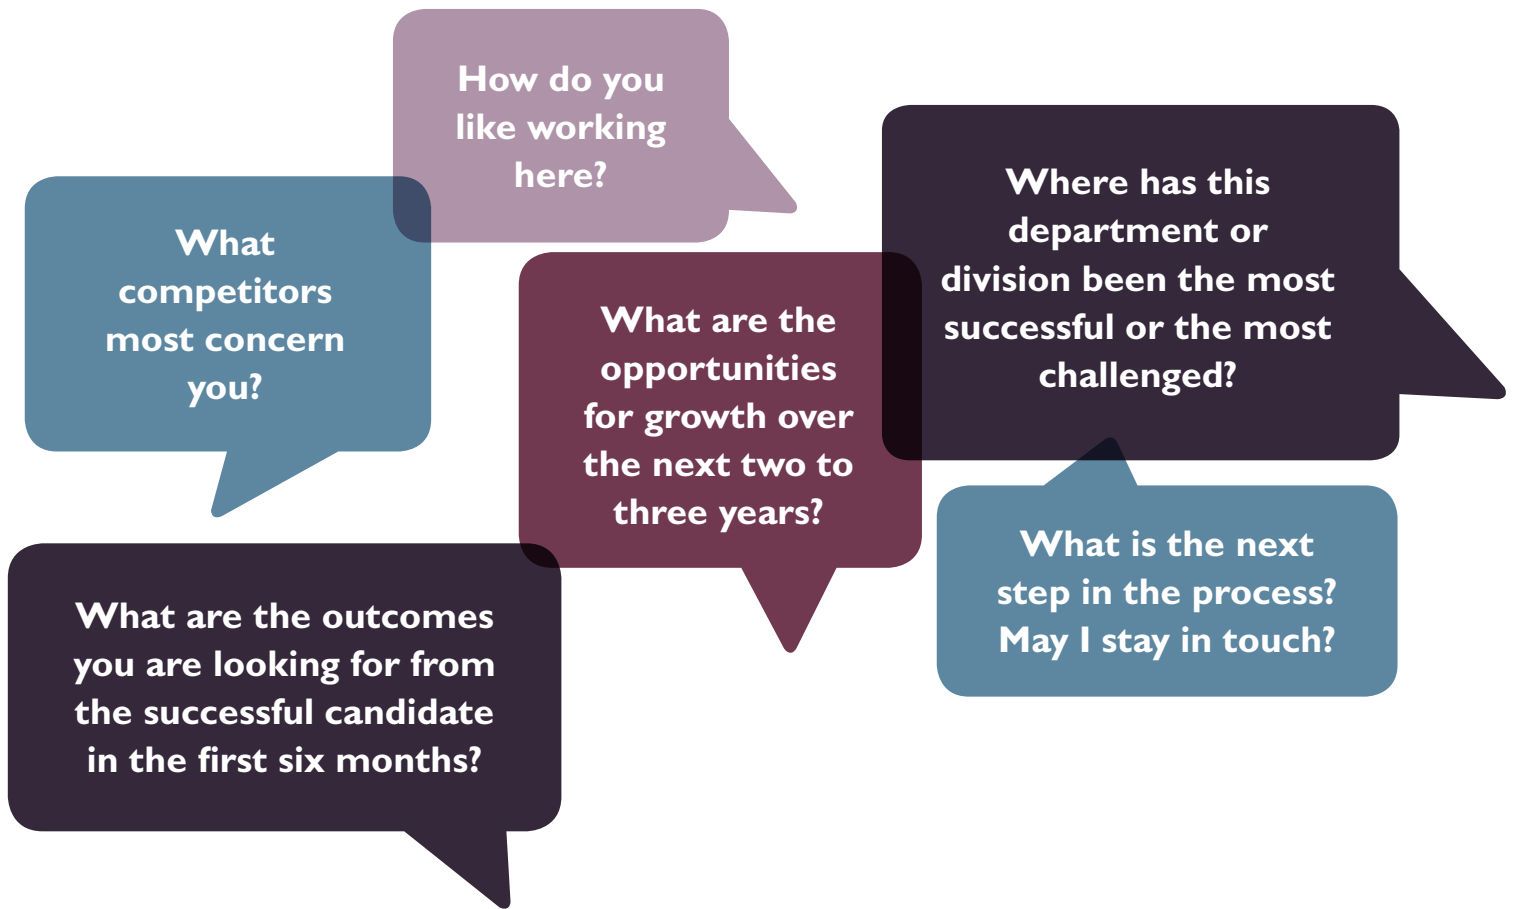 How do you
like working
here?
What
competitors
most concern
you?
Where has this
department or
division been the most
successful or the most
challenged?
What are the
opportunities
for growth over
the next two to
three years?
What is the next
step in the process?
May I stay in touch?
What are the outcomes
you are looking for from
the successful candidate
in the first six months?